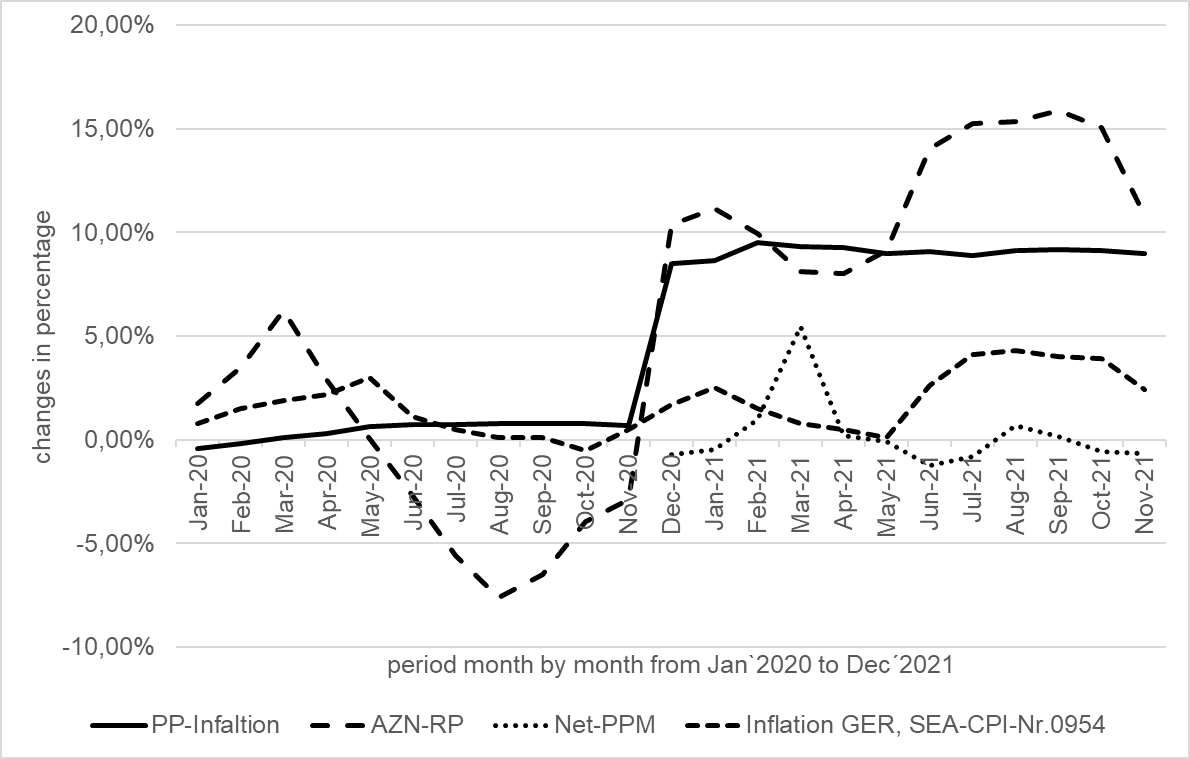 20,00%
15,00%
10,00%
5,00%
0,00%
-5,00%
-10,00%
changes in percentage
Jan-20
Feb-20
Mar-20
Apr-20
May-20
Jun-20
Jul-20
Aug-20
Sep-20
Oct-20
Nov-20
Dec-20
Jan-21
Feb-21
Mar-21
Apr-21
May-21
Jun-21
Jul-21
Aug-21
Sep-21
Oct-21
Nov-21
period month by month from Jan`2020 to Dec´2021
PP-Infaltion AZN-RP Net-PPM Inflation GER, SEA-CPI-Nr.0954